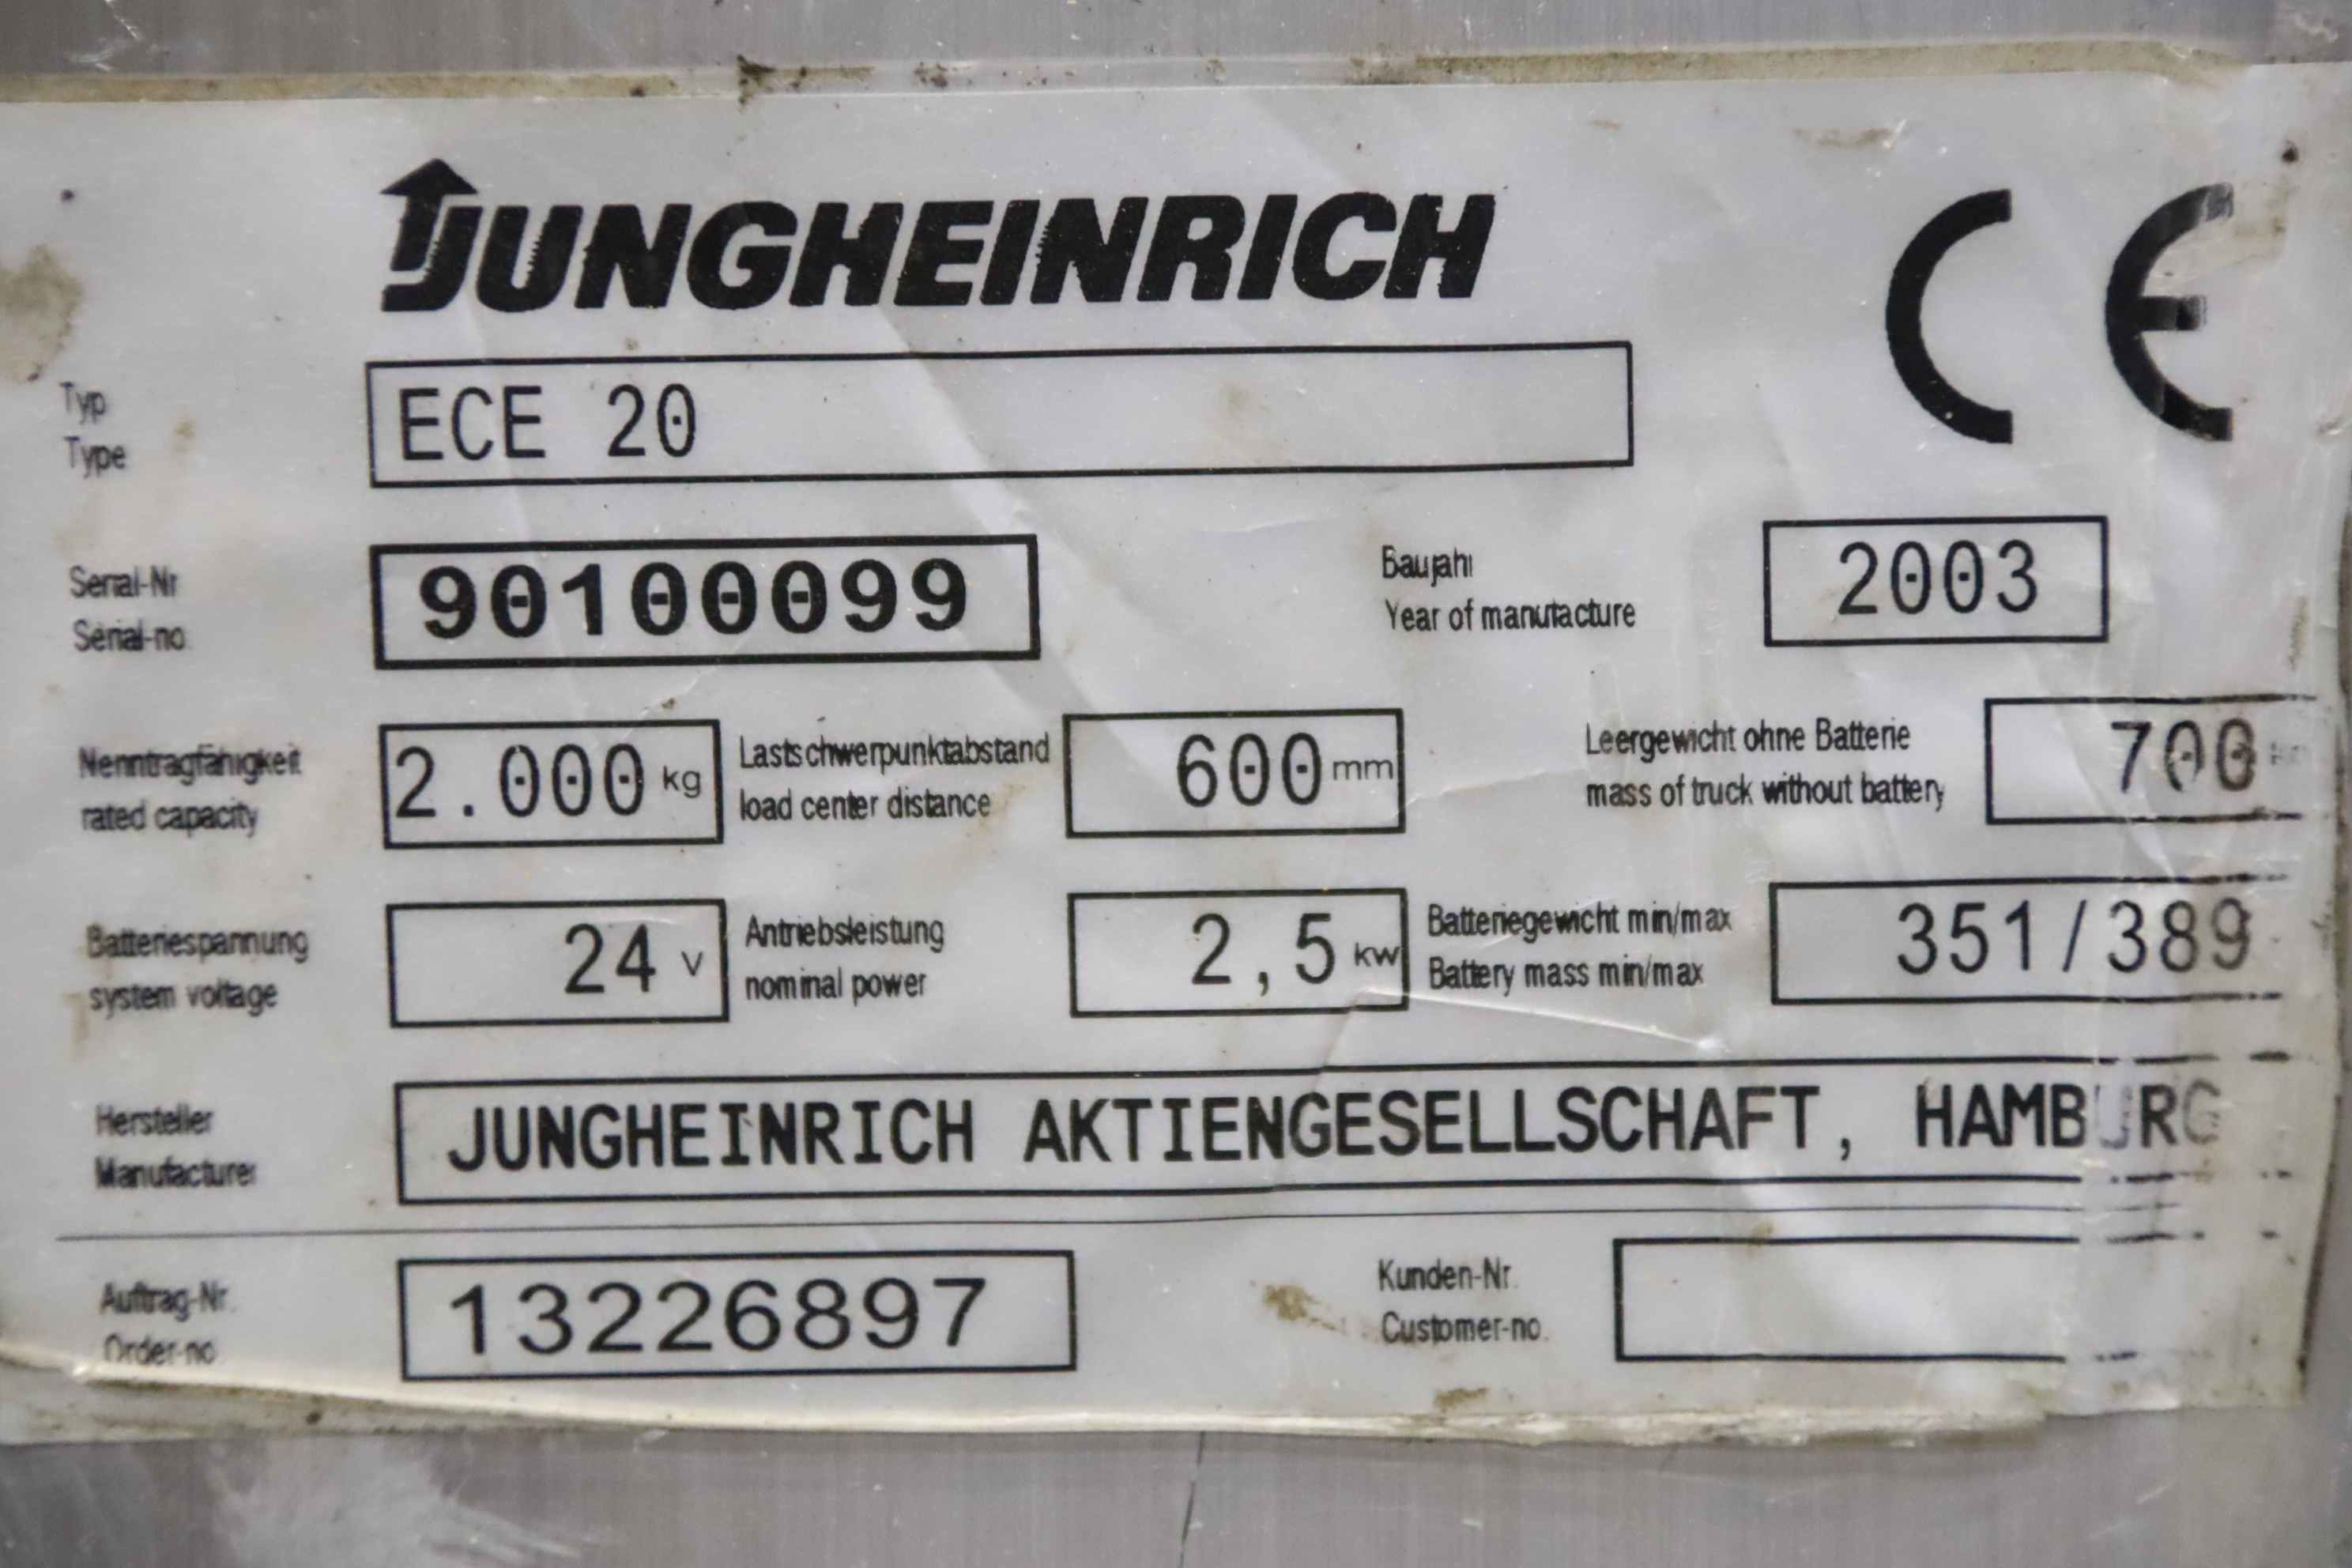 JUNGHEINRICH
CE
Typ
Type
ECE 20
Serial-Nr
Serial-no.
90100099
Baujahr
Year of manufacture
2003
Nenntragfähigkeit
rated capacity
2.000 kg
Lastschwerpunktabstand
load center distance
600 mm
Leergewicht ohne Batterie
mass of truck without battery
700
Batteriespannung
system voltage
24 V
Antriebsleistung
nominal power
2,5 kW
Batteriegewicht min/max
Battery mass min/max
351/389
Hersteller
Manufacturer
JUNGHEINRICH AKTIENGESELLSCHAFT, HAMBURG
Auftrag-Nr.
Order-no.
13226897
Kunden-Nr.
Customer-no.